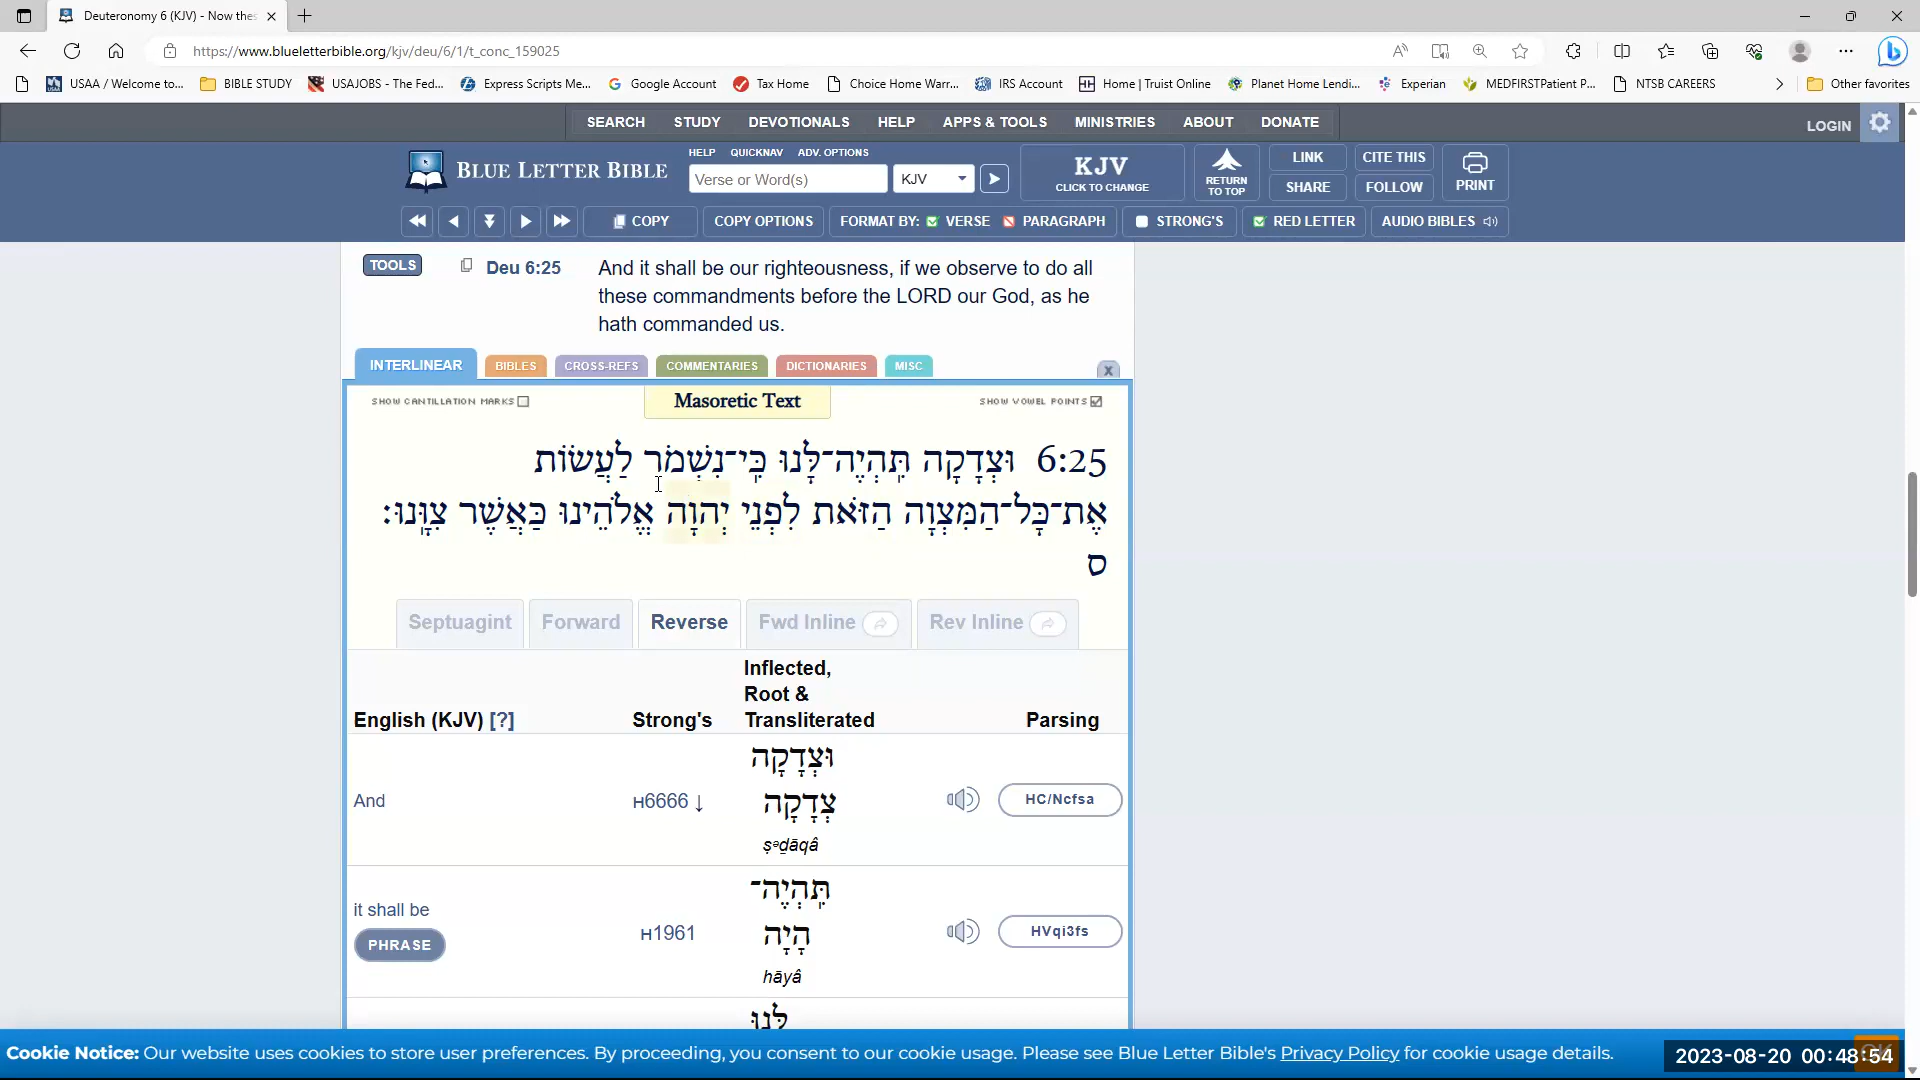 Deuteronomy 6 (KJV) - Now thes
https://www.blueletterbible.org/kjv/deu/6/1/t_conc_159025
USAA / Welcome to... BIBLE STUDY USAJOBS - The Fed... Express Scripts Me... Google Account Tax Home Choice Home Warr... IRS Account Home | Truist Online Planet Home Lendi... Experian MEDFIRSTPatient P... NTSB CAREERS Other favorites
SEARCH STUDY DEVOTIONALS HELP APPS & TOOLS MINISTRIES ABOUT DONATE LOGIN
HELP QUICKNAV ADV. OPTIONS
BLUE LETTER BIBLE
Verse or Word(s) KJV
KJV
CLICK TO CHANGE
RETURN
TO TOP
LINK CITE THIS
SHARE FOLLOW
PRINT
COPY COPY OPTIONS FORMAT BY: VERSE PARAGRAPH STRONG'S RED LETTER AUDIO BIBLES
TOOLS Deu 6:25 And it shall be our righteousness, if we observe to do all
these commandments before the LORD our God, as he
hath commanded us.
INTERLINEAR BIBLES CROSS-REFS COMMENTARIES DICTIONARIES MISC X
SHOW CANTILLATION MARKS Masoretic Text SHOW VOWEL POINTS
6:25 וּצְדָקָה תִּֽהְיֶה־לָּנוּ כִּֽי־נִשְׁמֹר לַעֲשׂוֹת
אֶת־כָּל־הַמִּצְוָה הַזֹּאת לִפְנֵי יְהוָה אֱלֹהֵינוּ כַּאֲשֶׁר צִוָּֽנוּ׃
ס
Septuagint Forward Reverse Fwd Inline Rev Inline
English (KJV) [?] Strong's Inflected,
Root &
Transliterated Parsing
And H6666 ↓ וּצְדָקָה
צְדָקָה
ṣᵊḏāqâ HC/Ncfsa
it shall be
PHRASE H1961 תִּֽהְיֶה־
הָיָה
hāyâ HVqi3fs
לָּנוּ
Cookie Notice: Our website uses cookies to store user preferences. By proceeding, you consent to our cookie usage. Please see Blue Letter Bible's Privacy Policy for cookie usage details.
2023-08-20 00:48:54